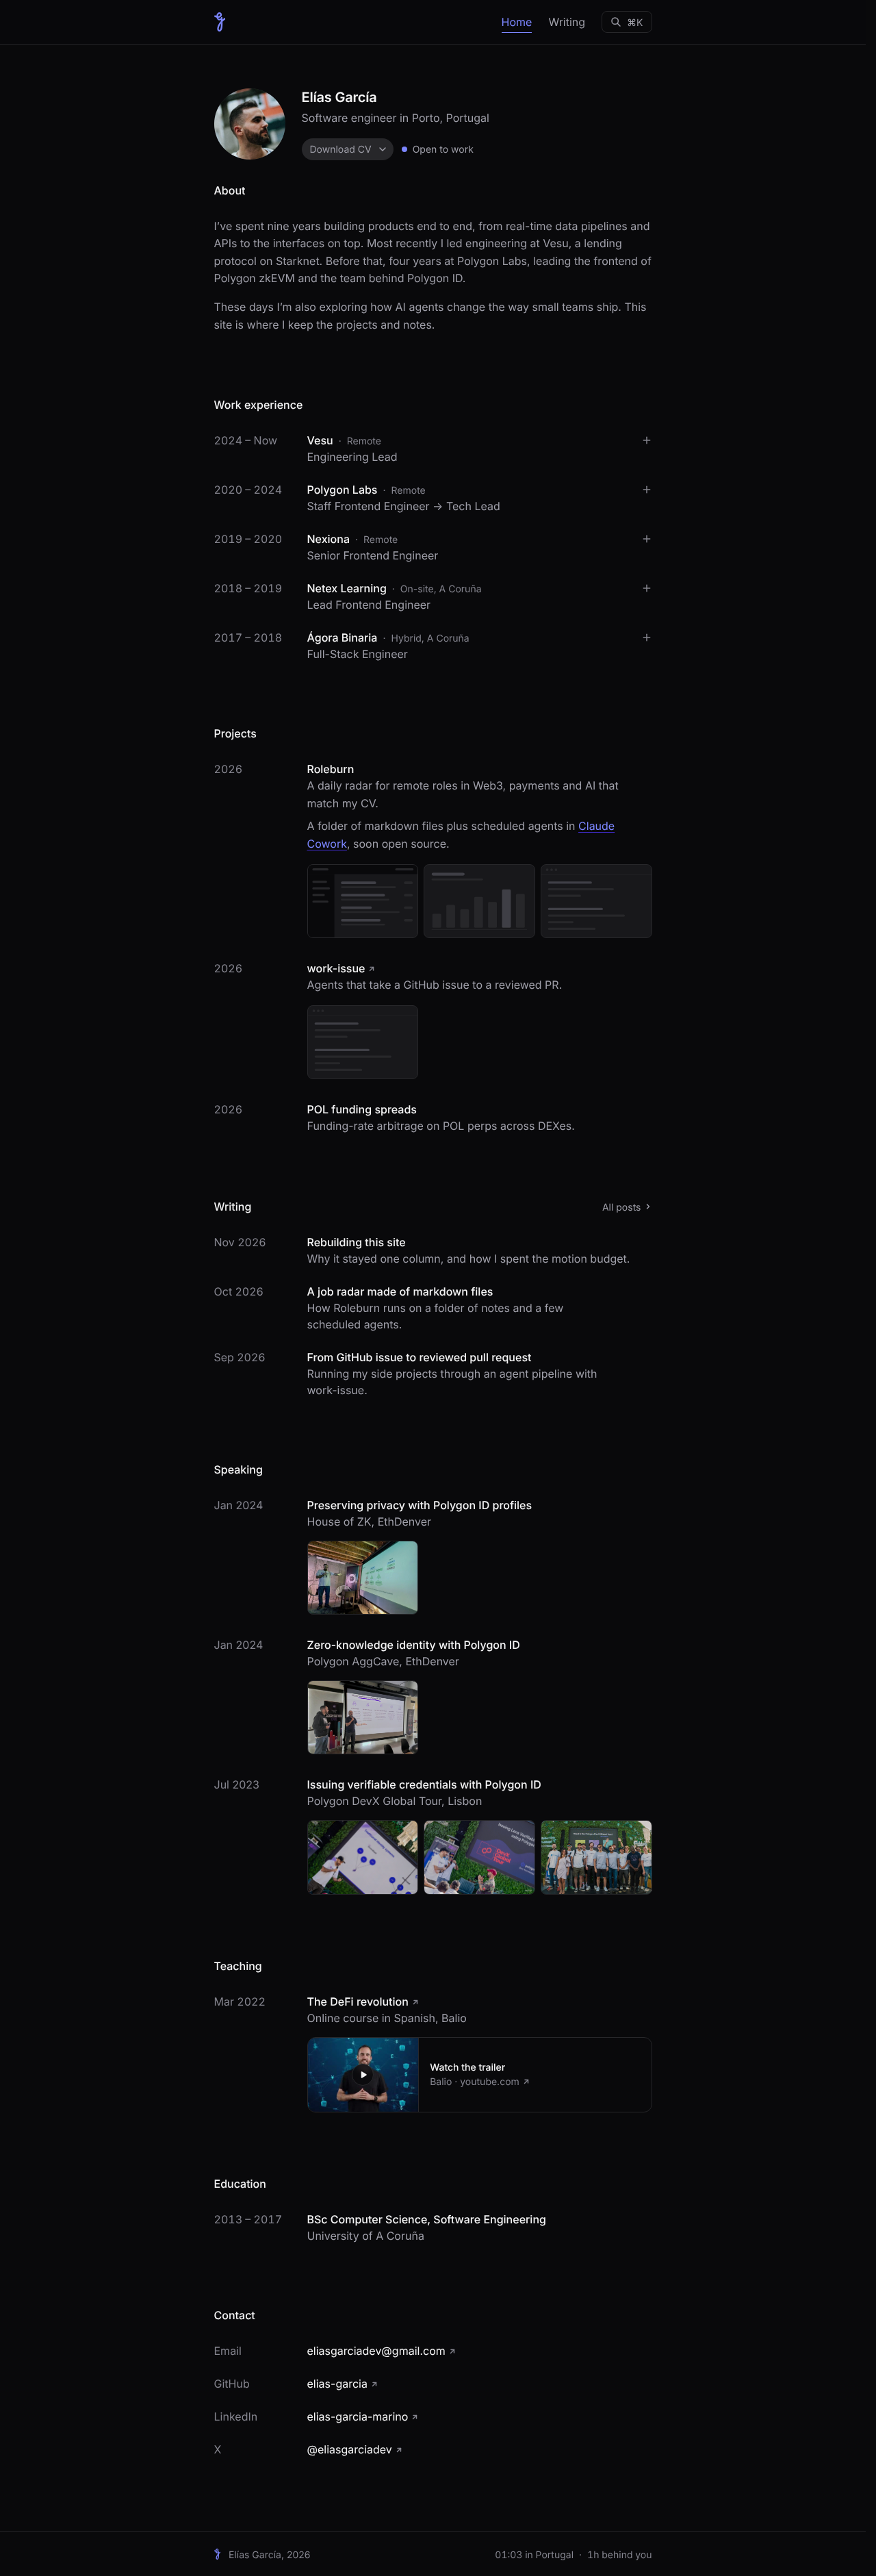 Home Writing ⌘K
Elías García
Software engineer in Porto, Portugal
Download CV Open to work
About
I’ve spent nine years building products end to end, from real-time data pipelines and
APIs to the interfaces on top. Most recently I led engineering at Vesu, a lending
protocol on Starknet. Before that, four years at Polygon Labs, leading the frontend of
Polygon zkEVM and the team behind Polygon ID.
These days I’m also exploring how AI agents change the way small teams ship. This
site is where I keep the projects and notes.
Work experience
2024 – Now Vesu · Remote
Engineering Lead
2020 – 2024 Polygon Labs · Remote
Staff Frontend Engineer → Tech Lead
2019 – 2020 Nexiona · Remote
Senior Frontend Engineer
2018 – 2019 Netex Learning · On-site, A Coruña
Lead Frontend Engineer
2017 – 2018 Ágora Binaria · Hybrid, A Coruña
Full-Stack Engineer
Projects
2026 Roleburn
A daily radar for remote roles in Web3, payments and AI that
match my CV.
A folder of markdown files plus scheduled agents in Claude
Cowork, soon open source.
2026 work-issue ↗
Agents that take a GitHub issue to a reviewed PR.
2026 POL funding spreads
Funding-rate arbitrage on POL perps across DEXes.
Writing All posts ›
Nov 2026 Rebuilding this site
Why it stayed one column, and how I spent the motion budget.
Oct 2026 A job radar made of markdown files
How Roleburn runs on a folder of notes and a few
scheduled agents.
Sep 2026 From GitHub issue to reviewed pull request
Running my side projects through an agent pipeline with
work-issue.
Speaking
Jan 2024 Preserving privacy with Polygon ID profiles
House of ZK, EthDenver
Jan 2024 Zero-knowledge identity with Polygon ID
Polygon AggCave, EthDenver
Jul 2023 Issuing verifiable credentials with Polygon ID
Polygon DevX Global Tour, Lisbon
Teaching
Mar 2022 The DeFi revolution ↗
Online course in Spanish, Balio
Watch the trailer
Balio · youtube.com ↗
Education
2013 – 2017 BSc Computer Science, Software Engineering
University of A Coruña
Contact
Email eliasgarciadev@gmail.com ↗
GitHub elias-garcia ↗
LinkedIn elias-garcia-marino ↗
X @eliasgarciadev ↗
Elías García, 2026 01:03 in Portugal · 1h behind you